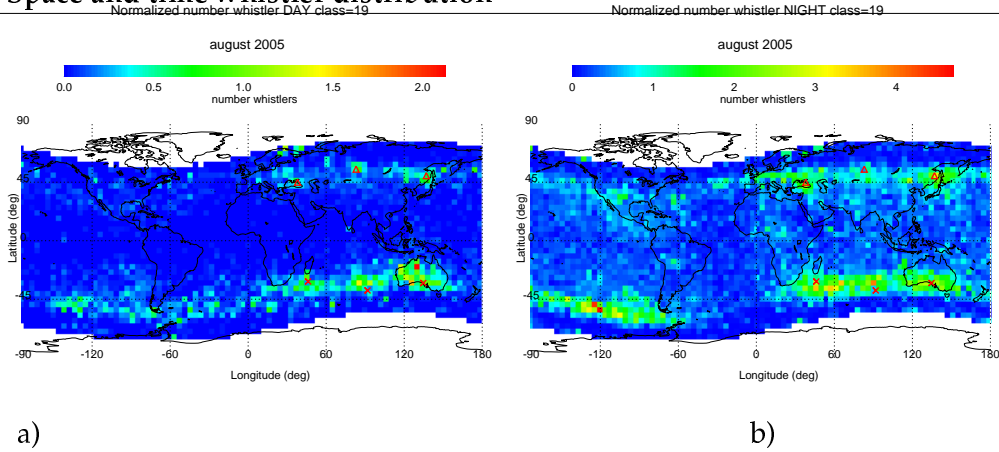 Space and time whistler distribution
Normalized number whistler DAY class=19
august 2005
0.0 0.5 1.0 1.5 2.0
number whistlers
90
45
0
-45
-90 -120 -60 0 60 120 180
Latitude (deg)
Longitude (deg)
a)
Normalized number whistler NIGHT class=19
august 2005
0 1 2 3 4
number whistlers
90
45
0
-45
-90 -120 -60 0 60 120 180
Latitude (deg)
Longitude (deg)
b)